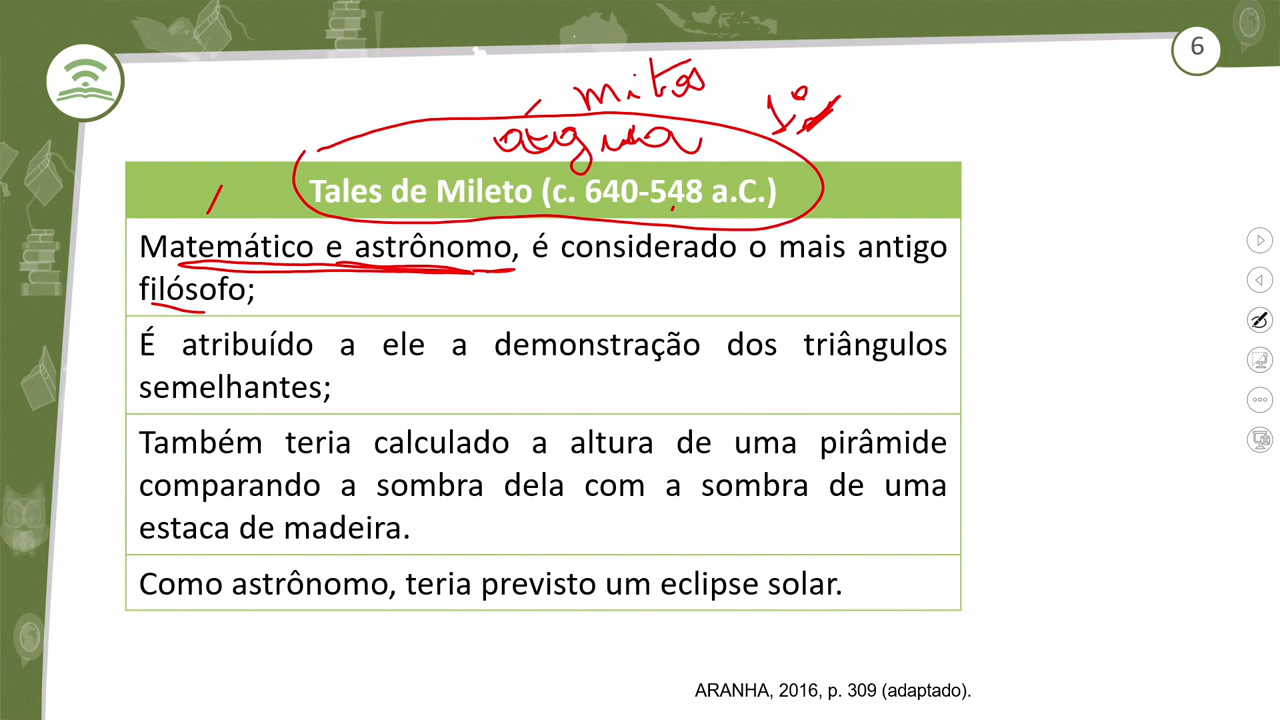 6
mitos
1º
água
Tales de Mileto (c. 640-548 a.C.)
Matemático e astrônomo, é considerado o mais antigo
filósofo;
É atribuído a ele a demonstração dos triângulos
semelhantes;
Também teria calculado a altura de uma pirâmide
comparando a sombra dela com a sombra de uma
estaca de madeira.
Como astrônomo, teria previsto um eclipse solar.
ARANHA, 2016, p. 309 (adaptado).